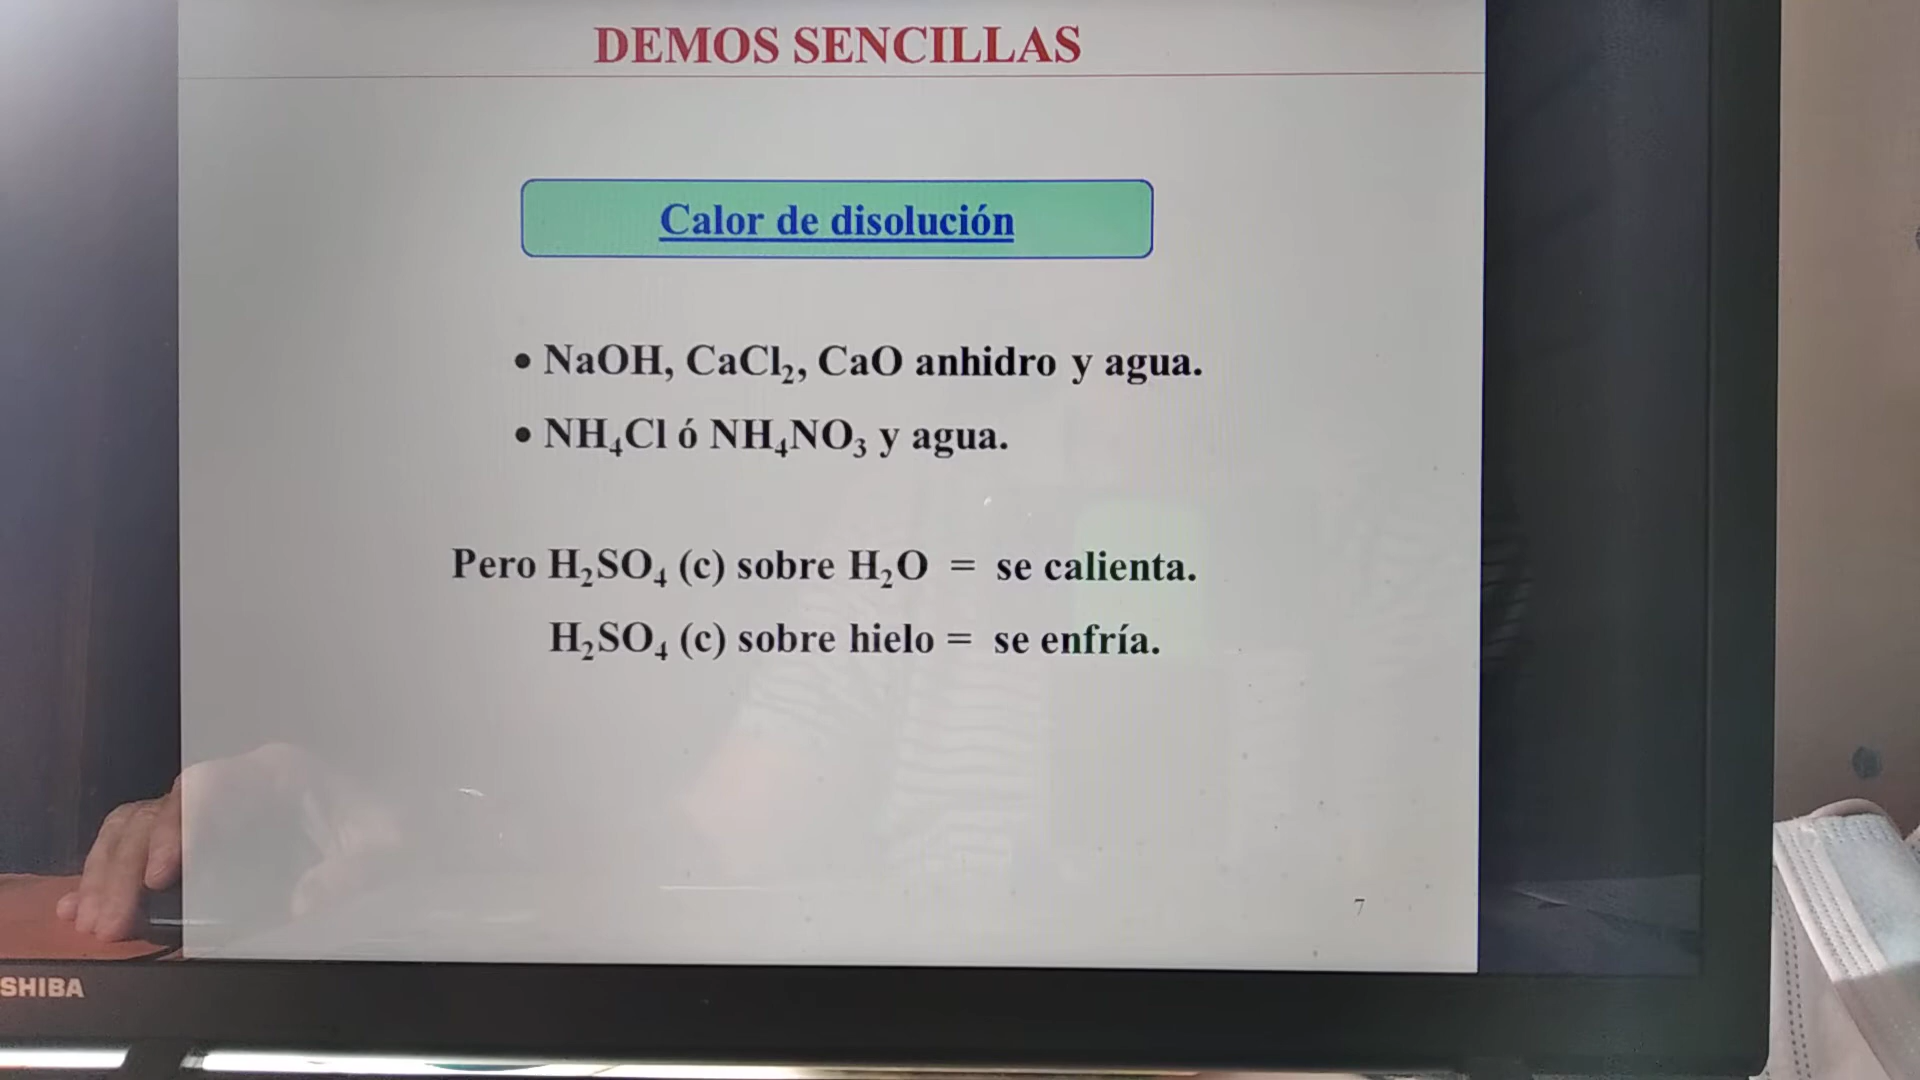 DEMOS SENCILLAS
Calor de disolución
• NaOH, CaCl₂, CaO anhidro y agua.
• NH₄Cl ó NH₄NO₃ y agua.
Pero H₂SO₄ (c) sobre H₂O = se calienta.
H₂SO₄ (c) sobre hielo = se enfría.
7
SHIBA